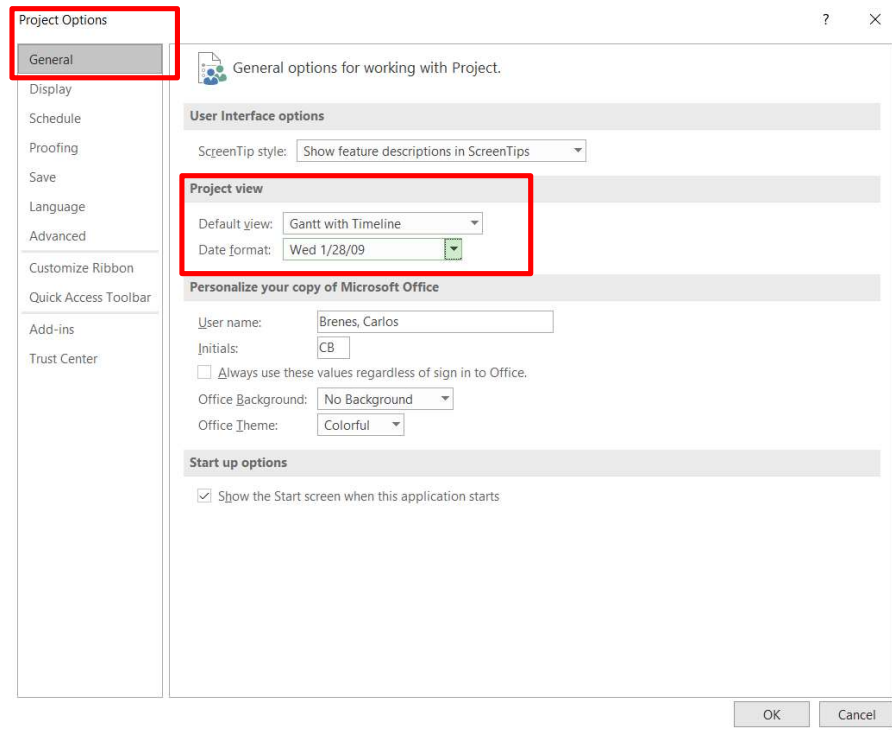 Project Options
?
General
Display
Schedule
Proofing
Save
Language
Advanced
Customize Ribbon
Quick Access Toolbar
Add-ins
Trust Center
General options for working with Project.
User Interface options
ScreenTip style: Show feature descriptions in ScreenTips
Project view
Default view: Gantt with Timeline
Date format: Wed 1/28/09
Personalize your copy of Microsoft Office
User name: Brenes, Carlos
Initials: CB
Always use these values regardless of sign in to Office.
Office Background: No Background
Office Theme: Colorful
Start up options
Show the Start screen when this application starts
OK Cancel